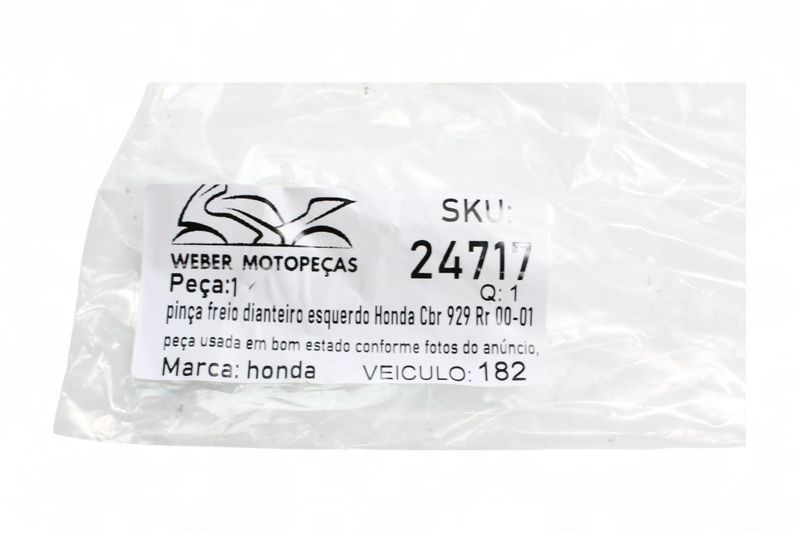 WEBER MOTOPEÇAS
SKU:
24717
Peça:1
Q: 1
pinça freio dianteiro esquerdo Honda Cbr 929 Rr 00-01
peça usada em bom estado conforme fotos do anúncio,
Marca: honda
VEICULO: 182